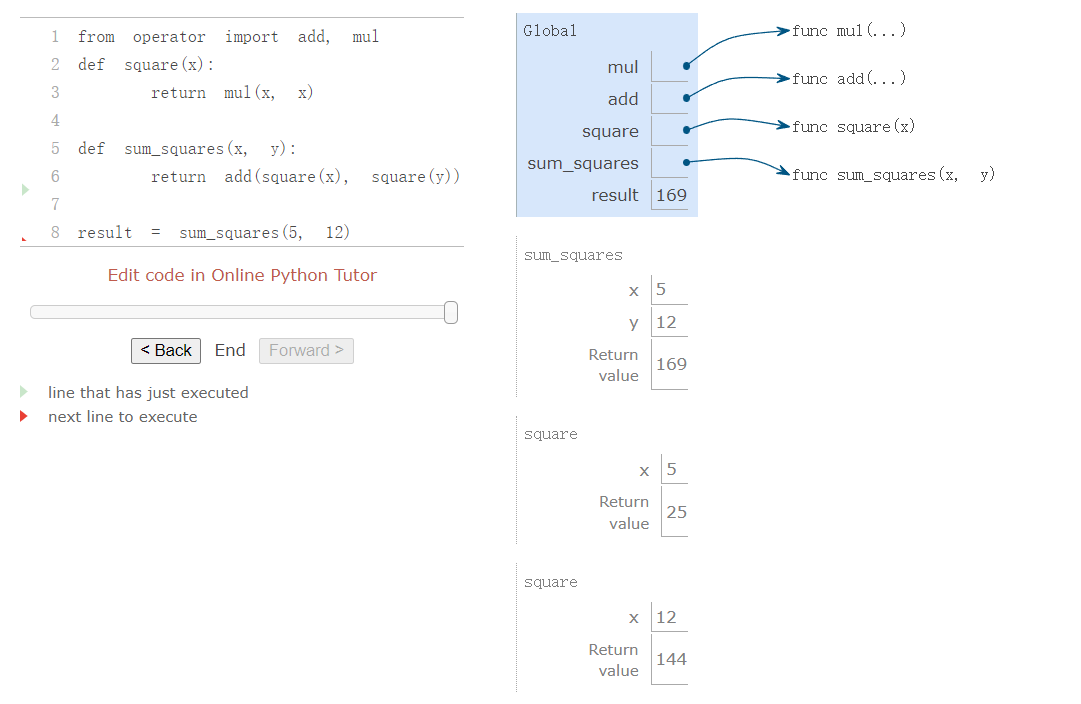 1 from operator import add, mul
2 def square(x):
3 return mul(x, x)
4
5 def sum_squares(x, y):
6 return add(square(x), square(y))
7
8 result = sum_squares(5, 12)
Edit code in Online Python Tutor
< Back End Forward >
line that has just executed
next line to execute
Global
mul
add
square
sum_squares
result 169
func mul(...)
func add(...)
func square(x)
func sum_squares(x, y)
sum_squares
x 5
y 12
Return
value 169
square
x 5
Return
value 25
square
x 12
Return
value 144